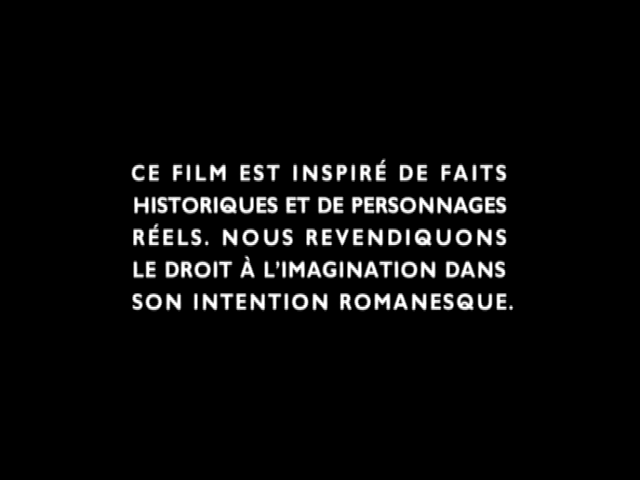 CE FILM EST INSPIRÉ DE FAITS
HISTORIQUES ET DE PERSONNAGES
RÉELS. NOUS REVENDIQUONS
LE DROIT À L'IMAGINATION DANS
SON INTENTION ROMANESQUE.